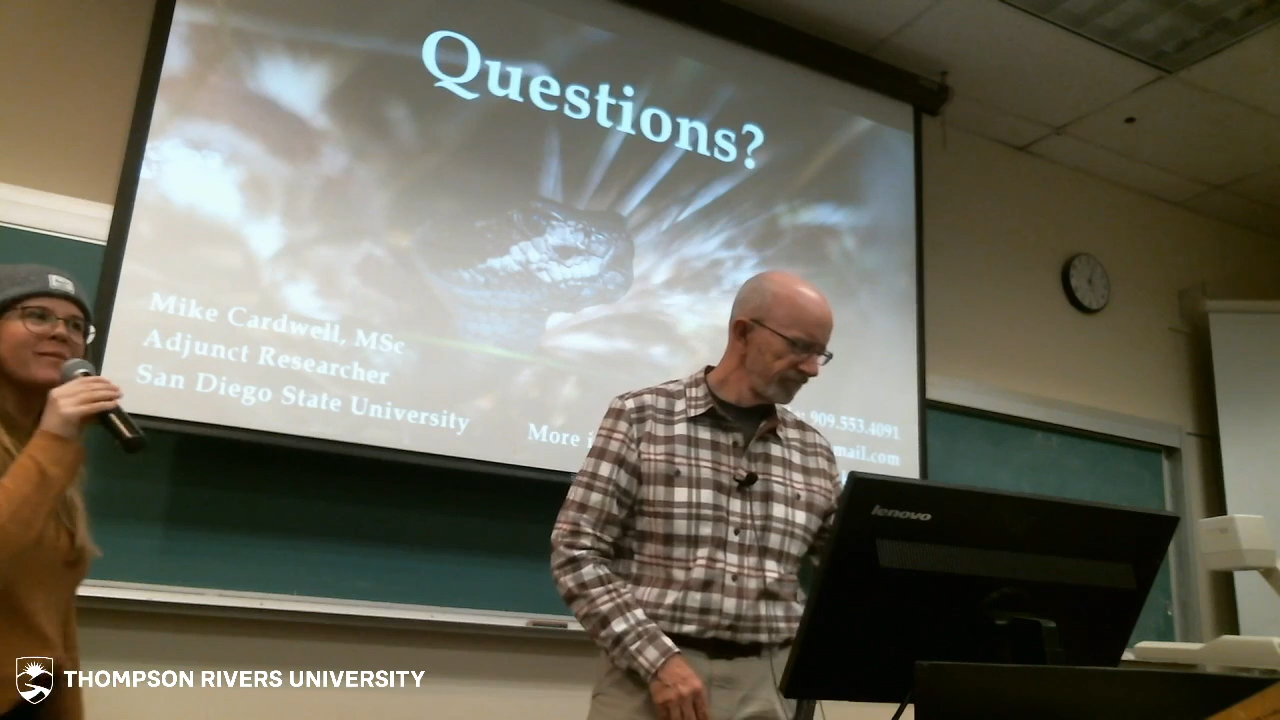 Questions?
Mike Cardwell, MSc
Adjunct Researcher
San Diego State University
More
909.553.4091
mail.com
lenovo
THOMPSON RIVERS UNIVERSITY